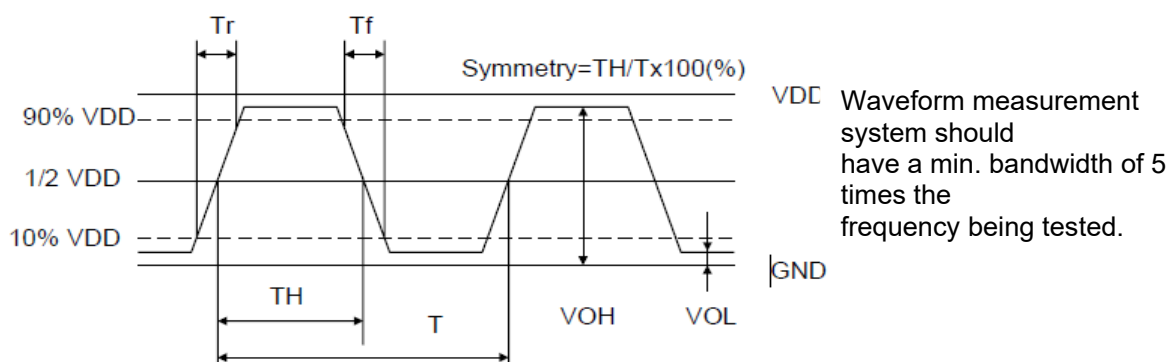 Tr
Tf
Symmetry=TH/Tx100(%)
VDD
90% VDD
Waveform measurement
system should
have a min. bandwidth of 5
times the
frequency being tested.
1/2 VDD
10% VDD
GND
TH
T
VOH
VOL